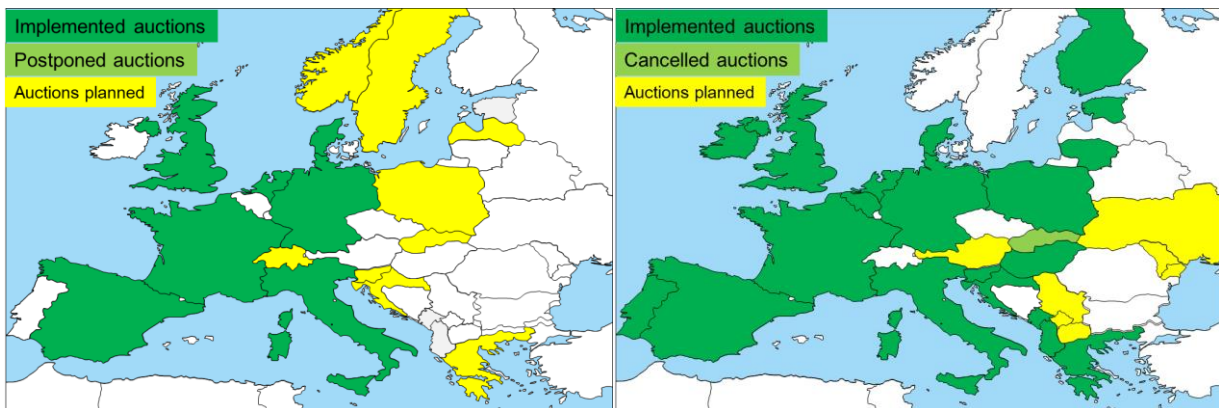 Implemented auctions
Postponed auctions
Auctions planned
Implemented auctions
Cancelled auctions
Auctions planned